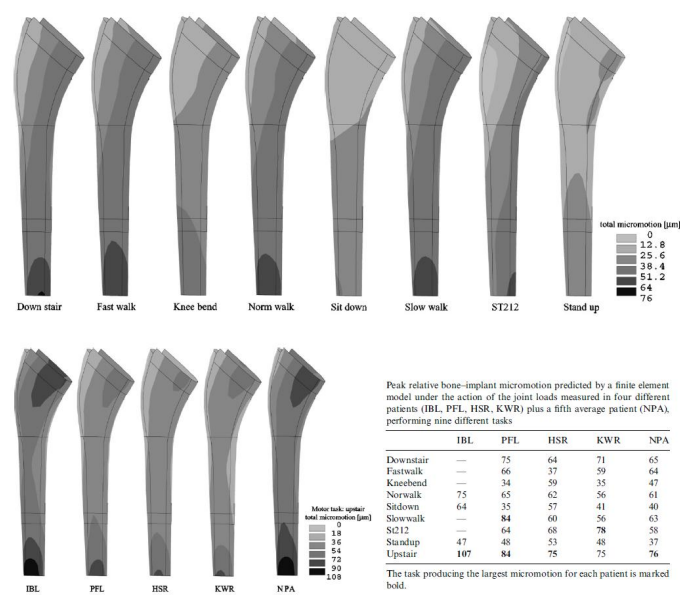 total micromotion [µm]
0
12.8
25.6
38.4
51.2
64
76
Down stair Fast walk Knee bend Norm walk Sit down Slow walk ST212 Stand up
Motor task: upstair
total micromotion [µm]
0
18
36
54
72
90
108
IBL PFL HSR KWR NPA
Peak relative bone–implant micromotion predicted by a finite element
model under the action of the joint loads measured in four different
patients (IBL, PFL, HSR, KWR) plus a fifth average patient (NPA),
performing nine different tasks
IBL PFL HSR KWR NPA
Downstair — 75 64 71 65
Fastwalk — 66 37 59 64
Kneebend — 34 59 35 47
Norwalk 75 65 62 56 61
Sitdown 64 35 57 41 40
Slowwalk — 84 60 56 63
St212 — 64 68 78 58
Standup 47 48 53 48 37
Upstair 107 84 75 75 76
The task producing the largest micromotion for each patient is marked
bold.